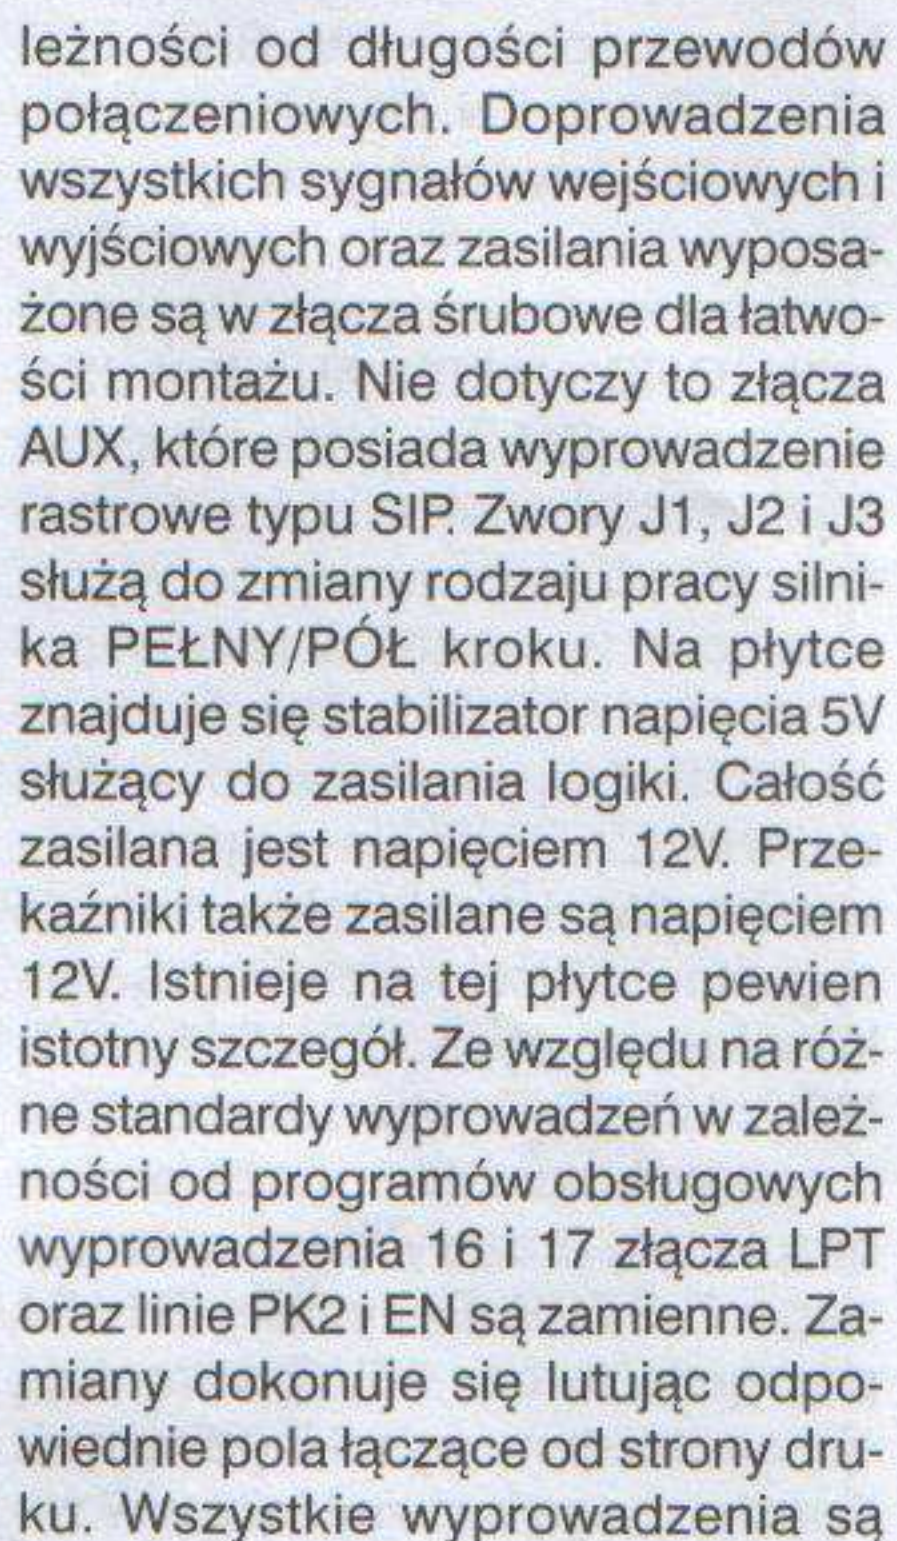 leżności od długości przewodów
połączeniowych. Doprowadzenia
wszystkich sygnałów wejściowych i
wyjściowych oraz zasilania wyposa-
żone są w złącza śrubowe dla łatwo-
ści montażu. Nie dotyczy to złącza
AUX, które posiada wyprowadzenie
rastrowe typu SIP. Zwory J1, J2 i J3
służą do zmiany rodzaju pracy silni-
ka PEŁNY/PÓŁ kroku. Na płytce
znajduje się stabilizator napięcia 5V
służący do zasilania logiki. Całość
zasilana jest napięciem 12V. Prze-
kaźniki także zasilane są napięciem
12V. Istnieje na tej płytce pewien
istotny szczegół. Ze względu na róż-
ne standardy wyprowadzeń w zależ-
ności od programów obsługowych
wyprowadzenia 16 i 17 złącza LPT
oraz linie PK2 i EN są zamienne. Za-
miany dokonuje się lutując odpo-
wiednie pola łączące od strony dru-
ku. Wszystkie wyprowadzenia są